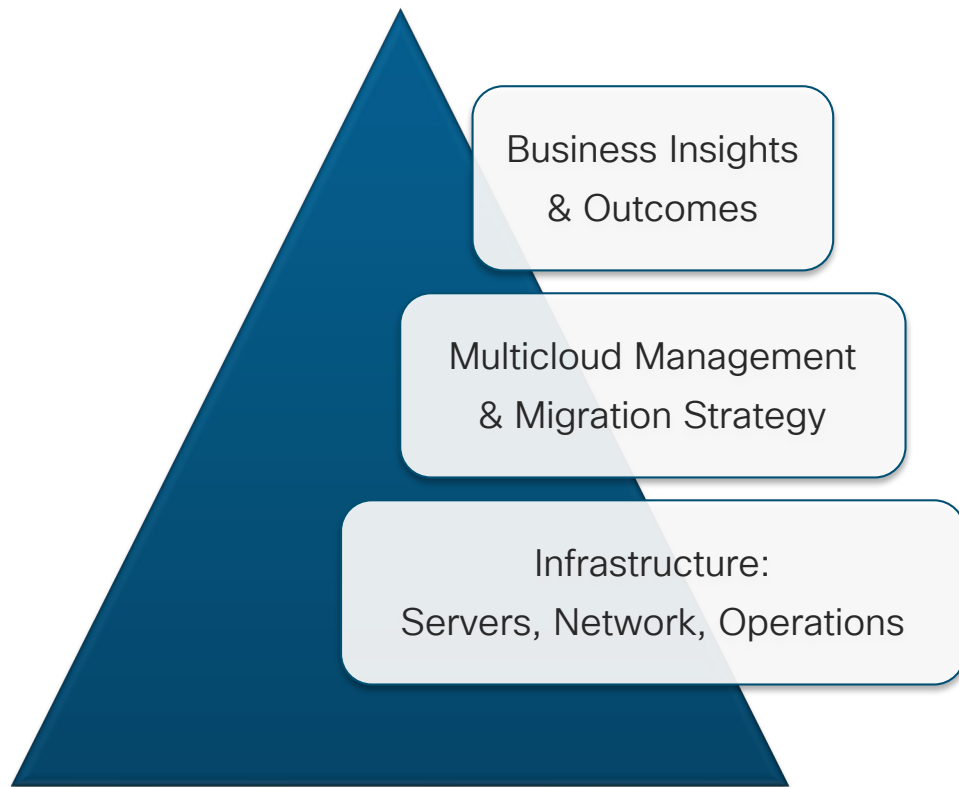 Business Insights
& Outcomes
Multicloud Management
& Migration Strategy
Infrastructure:
Servers, Network, Operations